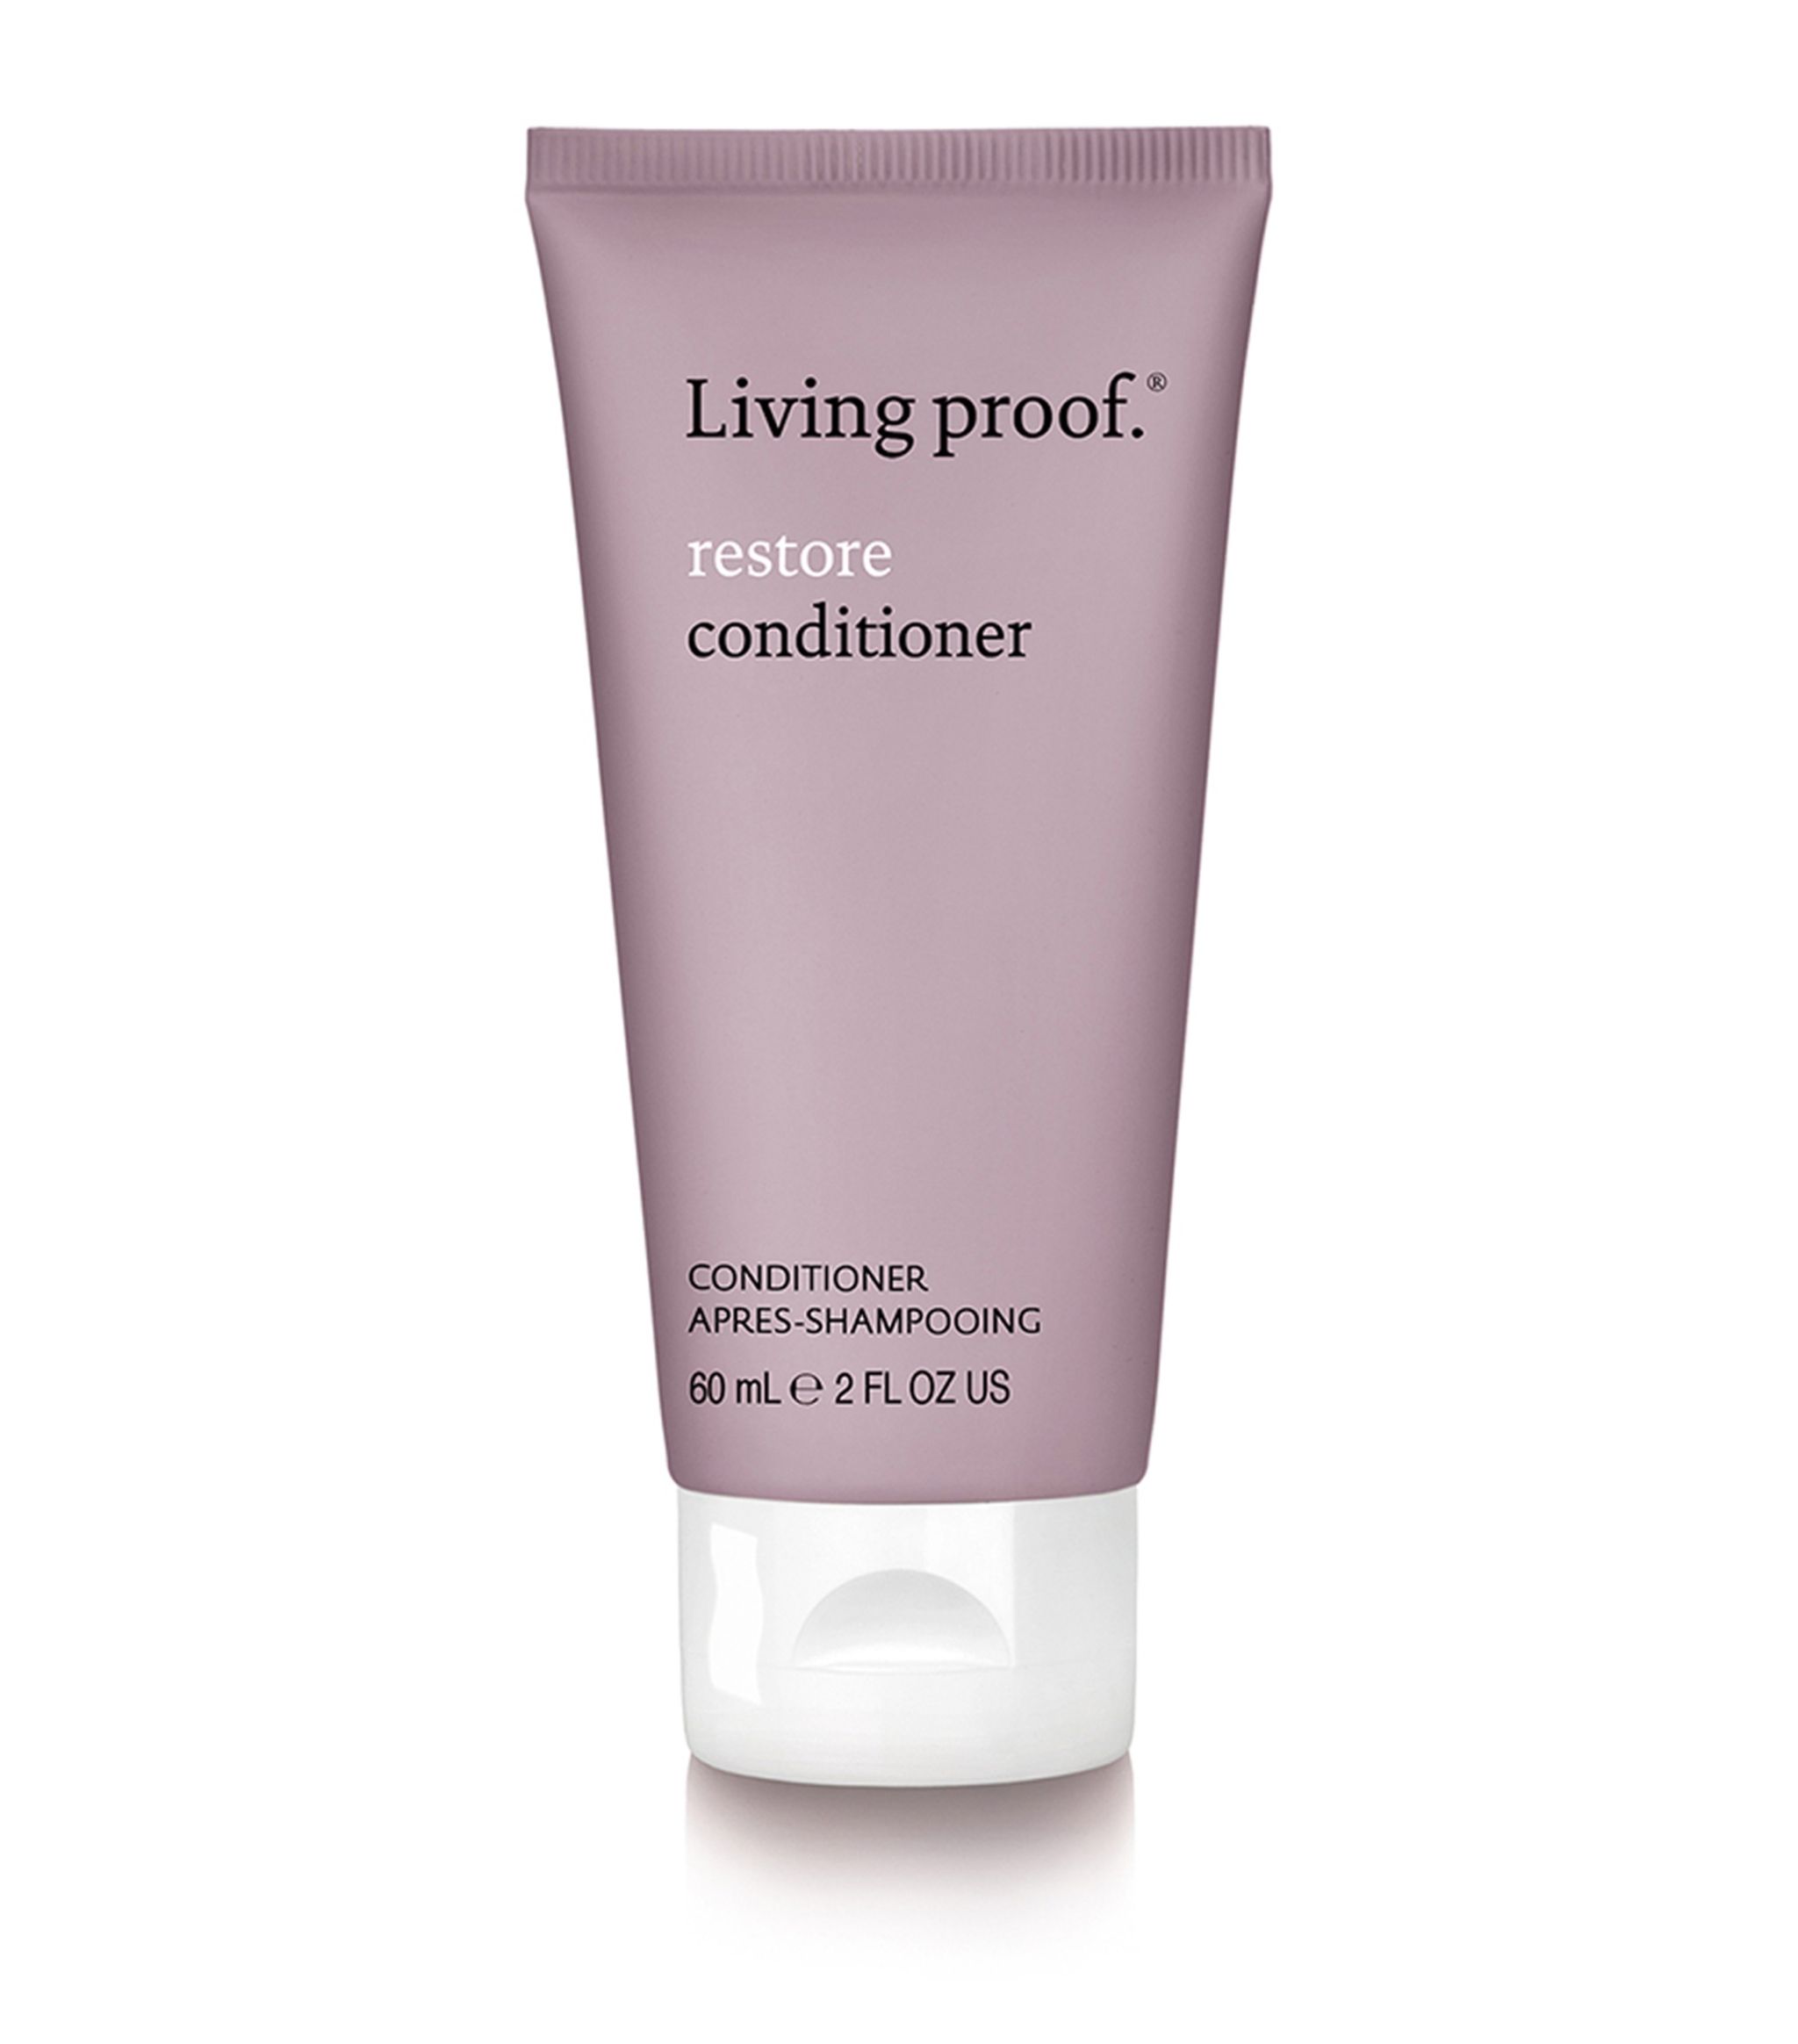 Living proof.®
restore
conditioner
CONDITIONER
APRES-SHAMPOOING
60 mL ℮ 2 FL OZ US